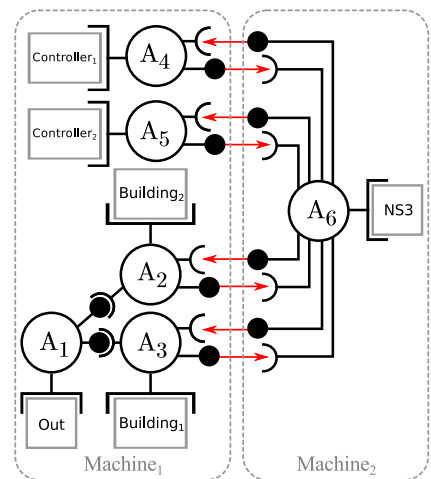 Controller₁
A₄
Controller₂
A₅
Building₂
A₆
NS3
A₂
A₁
A₃
Out
Building₁
Machine₁
Machine₂